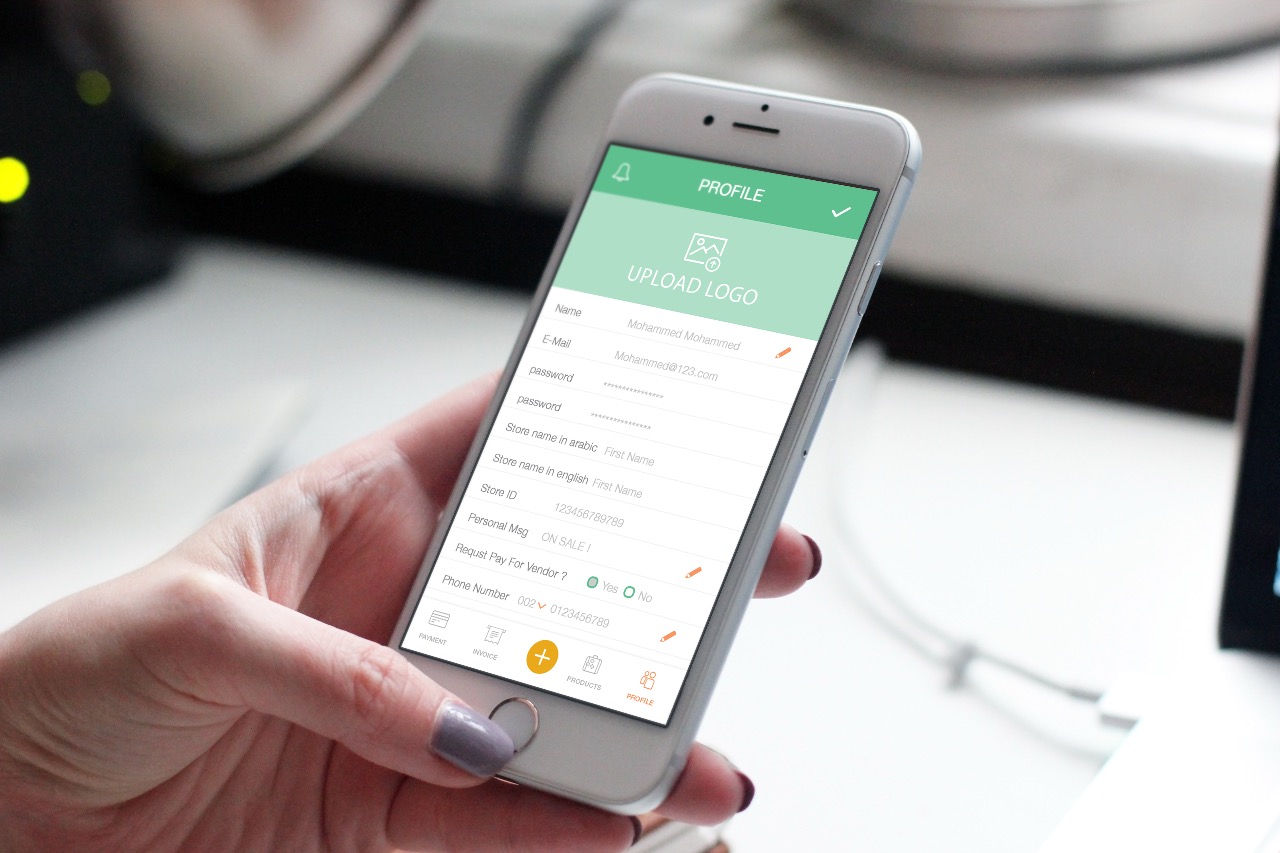 PROFILE
UPLOAD LOGO
Name Mohammed Mohammed
E-Mail Mohammed@123.com
password ****************
password ****************
Store name in arabic First Name
Store name in english First Name
Store ID 123456789789
Personal Msg ON SALE !
Requst Pay For Vendor ? Yes No
Phone Number 002 0123456789
PAYMENT INVOICE PRODUCTS PROFILE